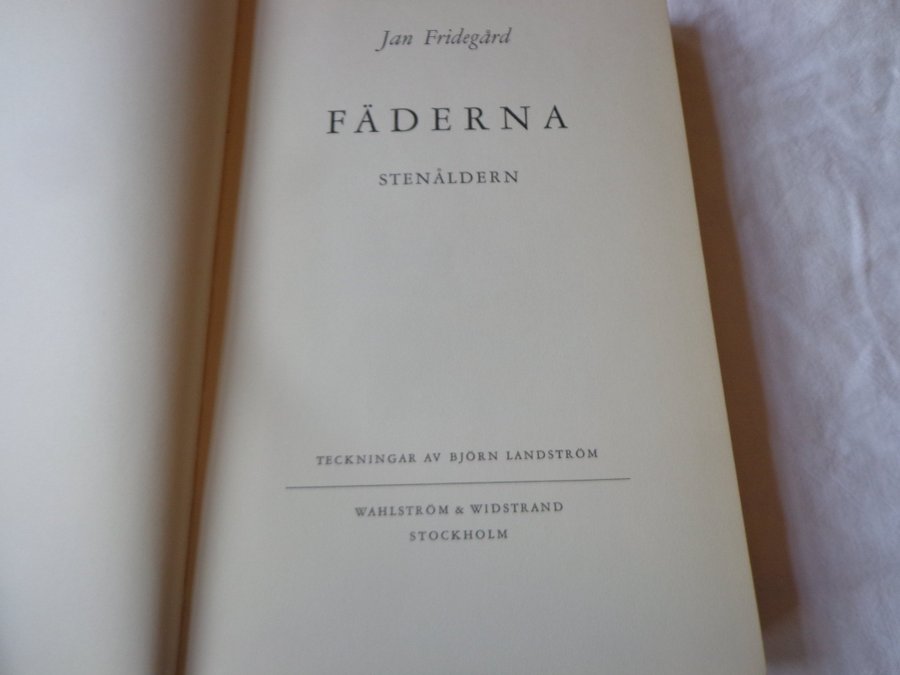 Jan Fridegård
FÄDERNA
STENÅLDERN
TECKNINGAR AV BJÖRN LANDSTRÖM
WAHLSTRÖM & WIDSTRAND
STOCKHOLM